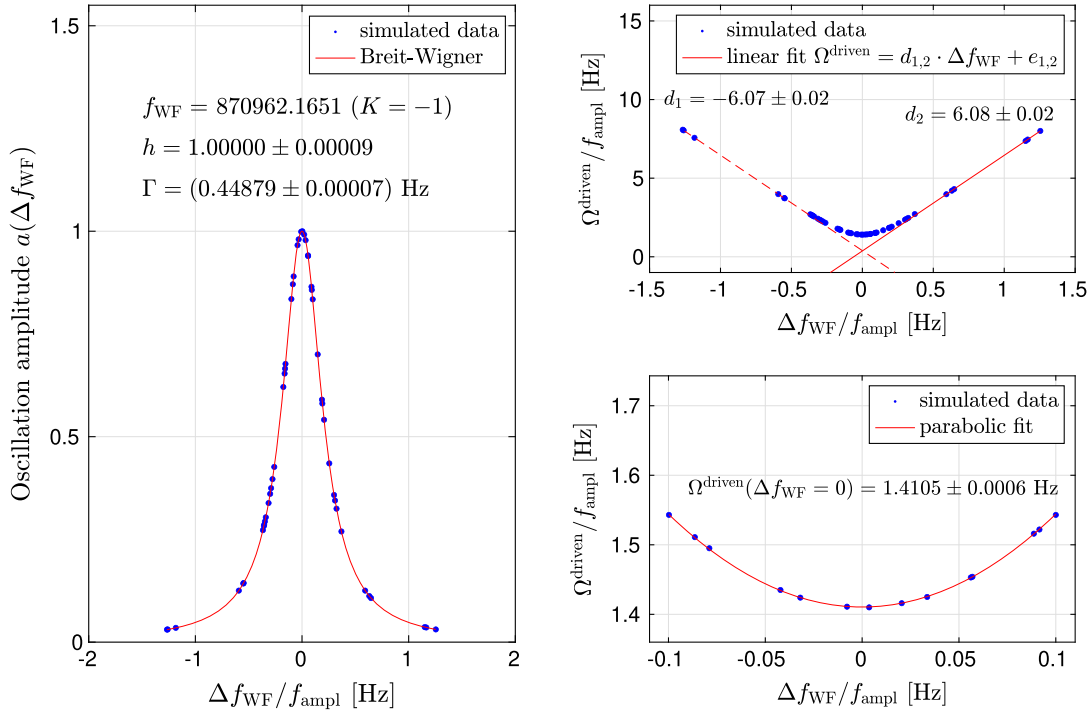 1.5
1
0.5
0
-2
-1
0
1
2
Oscillation amplitude a(Δf_WF)
Δf_WF/f_ampl [Hz]
simulated data
Breit-Wigner
f_WF = 870962.1651 (K = −1)
h = 1.00000 ± 0.00009
Γ = (0.44879 ± 0.00007) Hz
15
10
5
0
-1.5
-1
-0.5
0
0.5
1
1.5
Ω^driven/f_ampl [Hz]
Δf_WF/f_ampl [Hz]
simulated data
linear fit Ω^driven = d_1,2 · Δf_WF + e_1,2
d_1 = −6.07 ± 0.02
d_2 = 6.08 ± 0.02
1.7
1.6
1.5
1.4
-0.1
-0.05
0
0.05
0.1
Ω^driven/f_ampl [Hz]
Δf_WF/f_ampl [Hz]
simulated data
parabolic fit
Ω^driven(Δf_WF = 0) = 1.4105 ± 0.0006 Hz